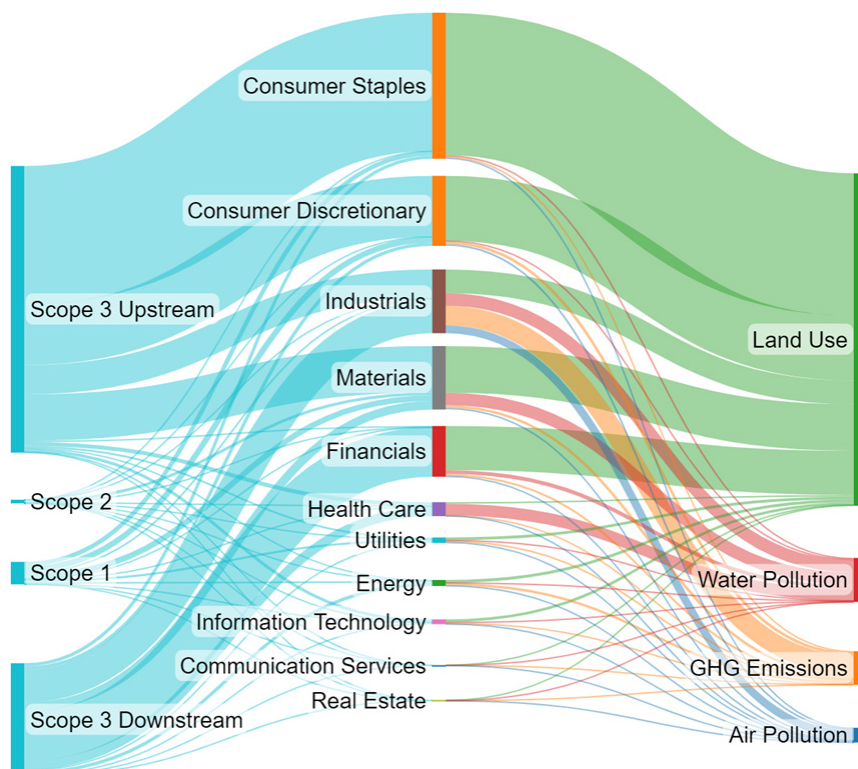 Consumer Staples
Consumer Discretionary
Scope 3 Upstream
Industrials
Land Use
Materials
Financials
Scope 2
Health Care
Utilities
Scope 1
Energy
Water Pollution
Information Technology
Communication Services
GHG Emissions
Real Estate
Scope 3 Downstream
Air Pollution